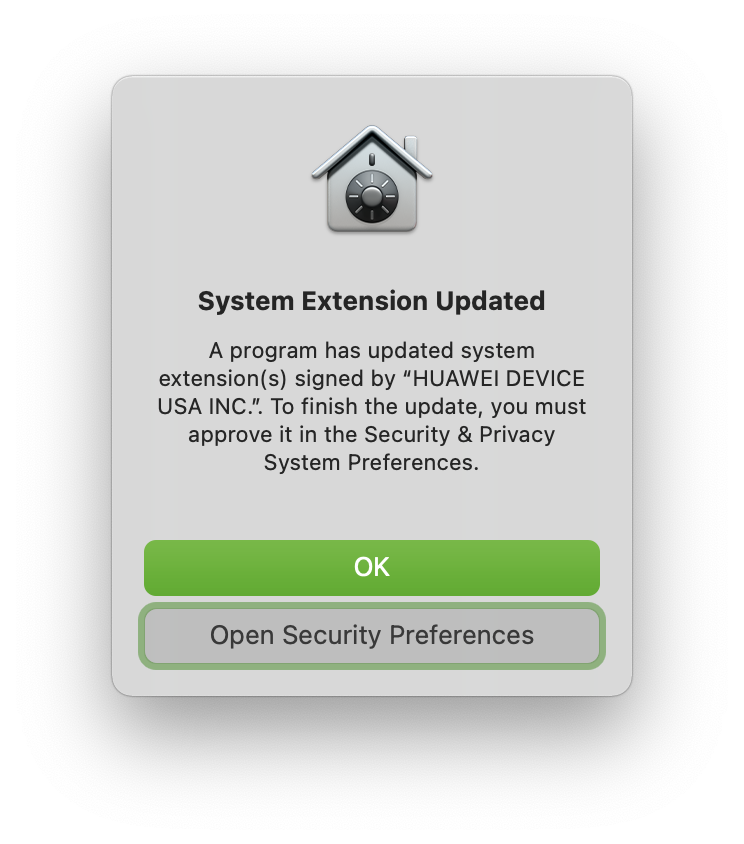 System Extension Updated
A program has updated system
extension(s) signed by “HUAWEI DEVICE
USA INC.”. To finish the update, you must
approve it in the Security & Privacy
System Preferences.
OK
Open Security Preferences